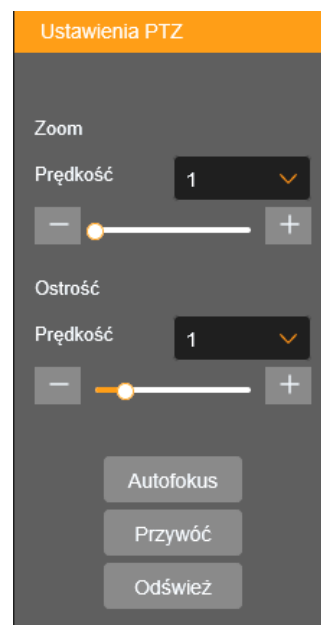 Ustawienia PTZ
Zoom
Prędkość 1
− +
Ostrość
Prędkość 1
− +
Autofokus
Przywóć
Odśwież